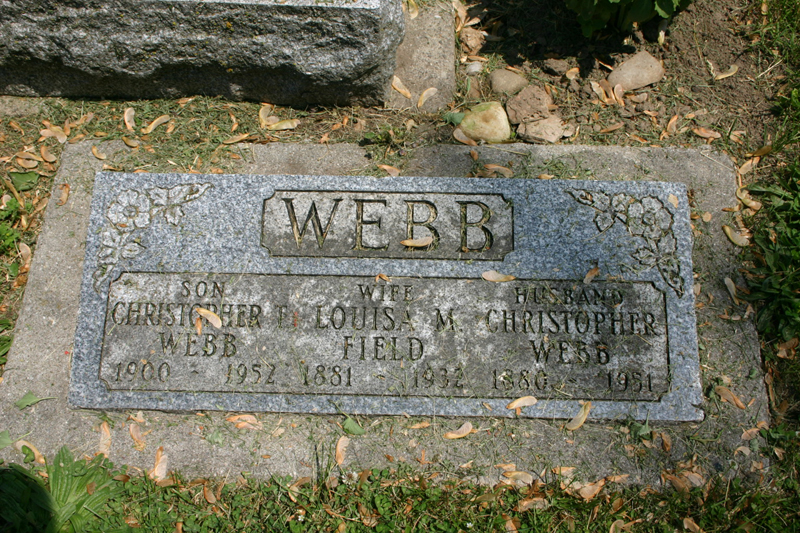 WEBB
SON
CHRISTOPHER F.
WEBB
1900 - 1952
WIFE
LOUISA M.
FIELD
1881 - 1932
HUSBAND
CHRISTOPHER
WEBB
1880 - 1951